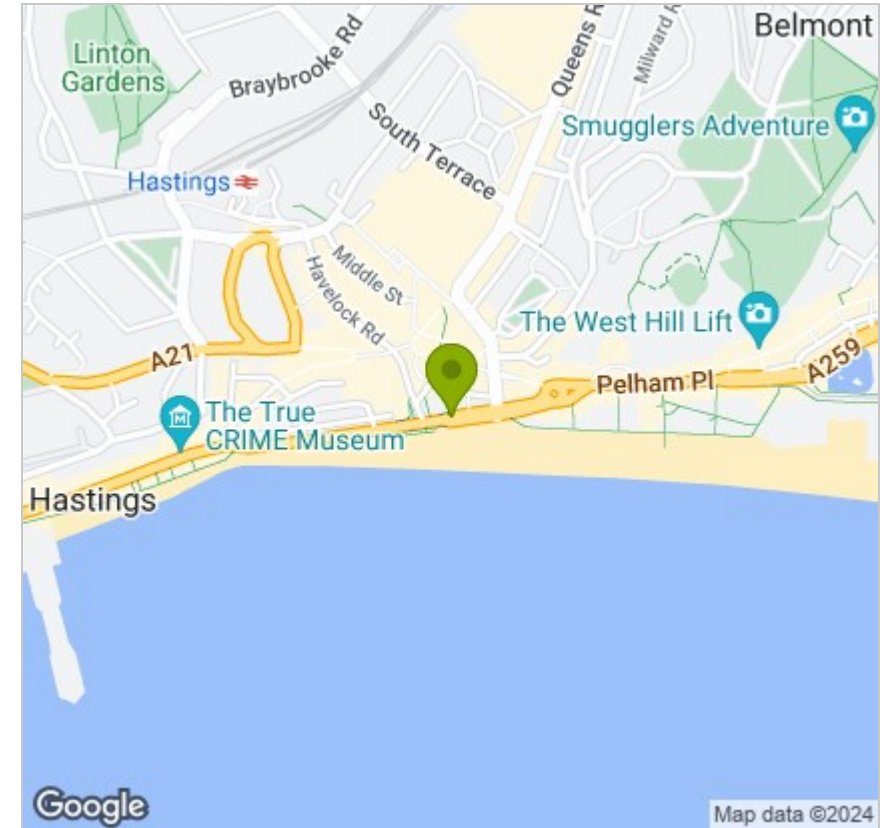 Belmont
Linton
Gardens
Braybrooke Rd
Queens R
Milward R
South Terrace
Smugglers Adventure
Hastings
Middle St
Havelock Rd
The West Hill Lift
A21
Pelham Pl
A259
The True
CRIME Museum
Hastings
Google
Map data ©2024